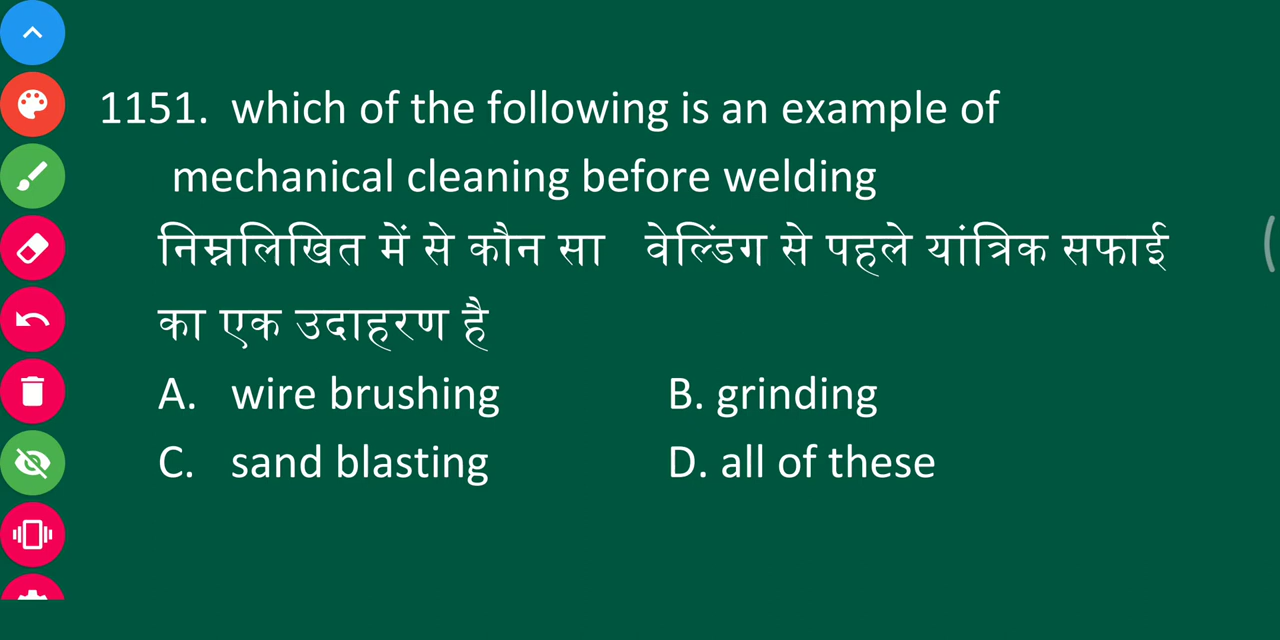 1151. which of the following is an example of
mechanical cleaning before welding
निम्नलिखित में से कौन सा वेल्डिंग से पहले यांत्रिक सफाई
का एक उदाहरण है
A. wire brushing B. grinding
C. sand blasting D. all of these